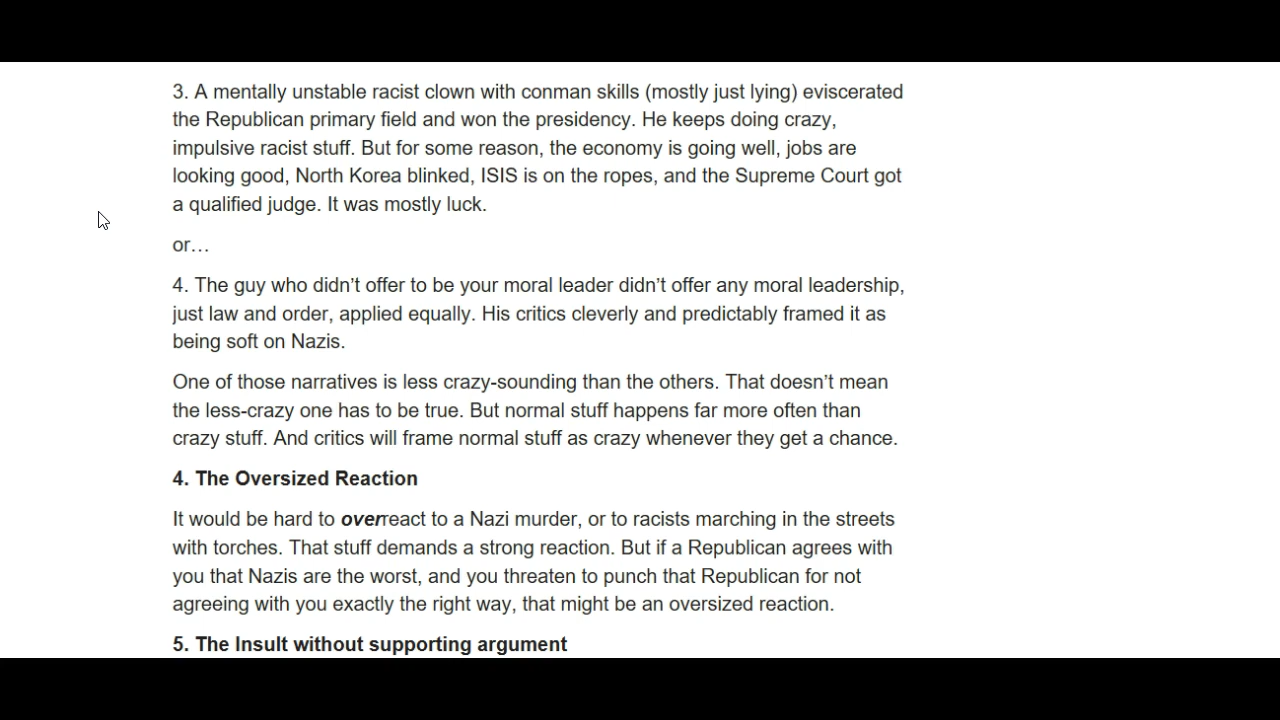 3. A mentally unstable racist clown with conman skills (mostly just lying) eviscerated
the Republican primary field and won the presidency. He keeps doing crazy,
impulsive racist stuff. But for some reason, the economy is going well, jobs are
looking good, North Korea blinked, ISIS is on the ropes, and the Supreme Court got
a qualified judge. It was mostly luck.
or…
4. The guy who didn’t offer to be your moral leader didn’t offer any moral leadership,
just law and order, applied equally. His critics cleverly and predictably framed it as
being soft on Nazis.
One of those narratives is less crazy-sounding than the others. That doesn’t mean
the less-crazy one has to be true. But normal stuff happens far more often than
crazy stuff. And critics will frame normal stuff as crazy whenever they get a chance.
4. The Oversized Reaction
It would be hard to overreact to a Nazi murder, or to racists marching in the streets
with torches. That stuff demands a strong reaction. But if a Republican agrees with
you that Nazis are the worst, and you threaten to punch that Republican for not
agreeing with you exactly the right way, that might be an oversized reaction.
5. The Insult without supporting argument